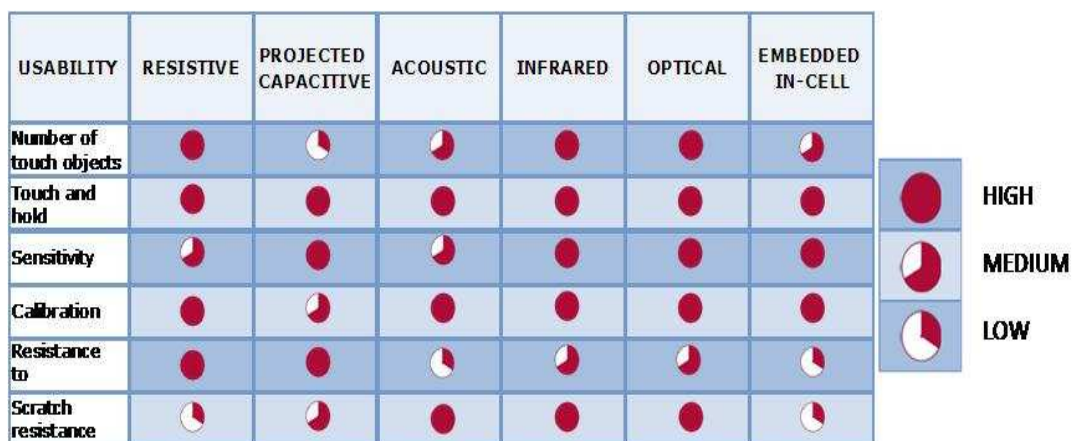 USABILITY
RESISTIVE
PROJECTED
CAPACITIVE
ACOUSTIC
INFRARED
OPTICAL
EMBEDDED
IN-CELL
Number of
touch objects
Touch and
hold
Sensitivity
Calibration
Resistance
to
Scratch
resistance
HIGH
MEDIUM
LOW